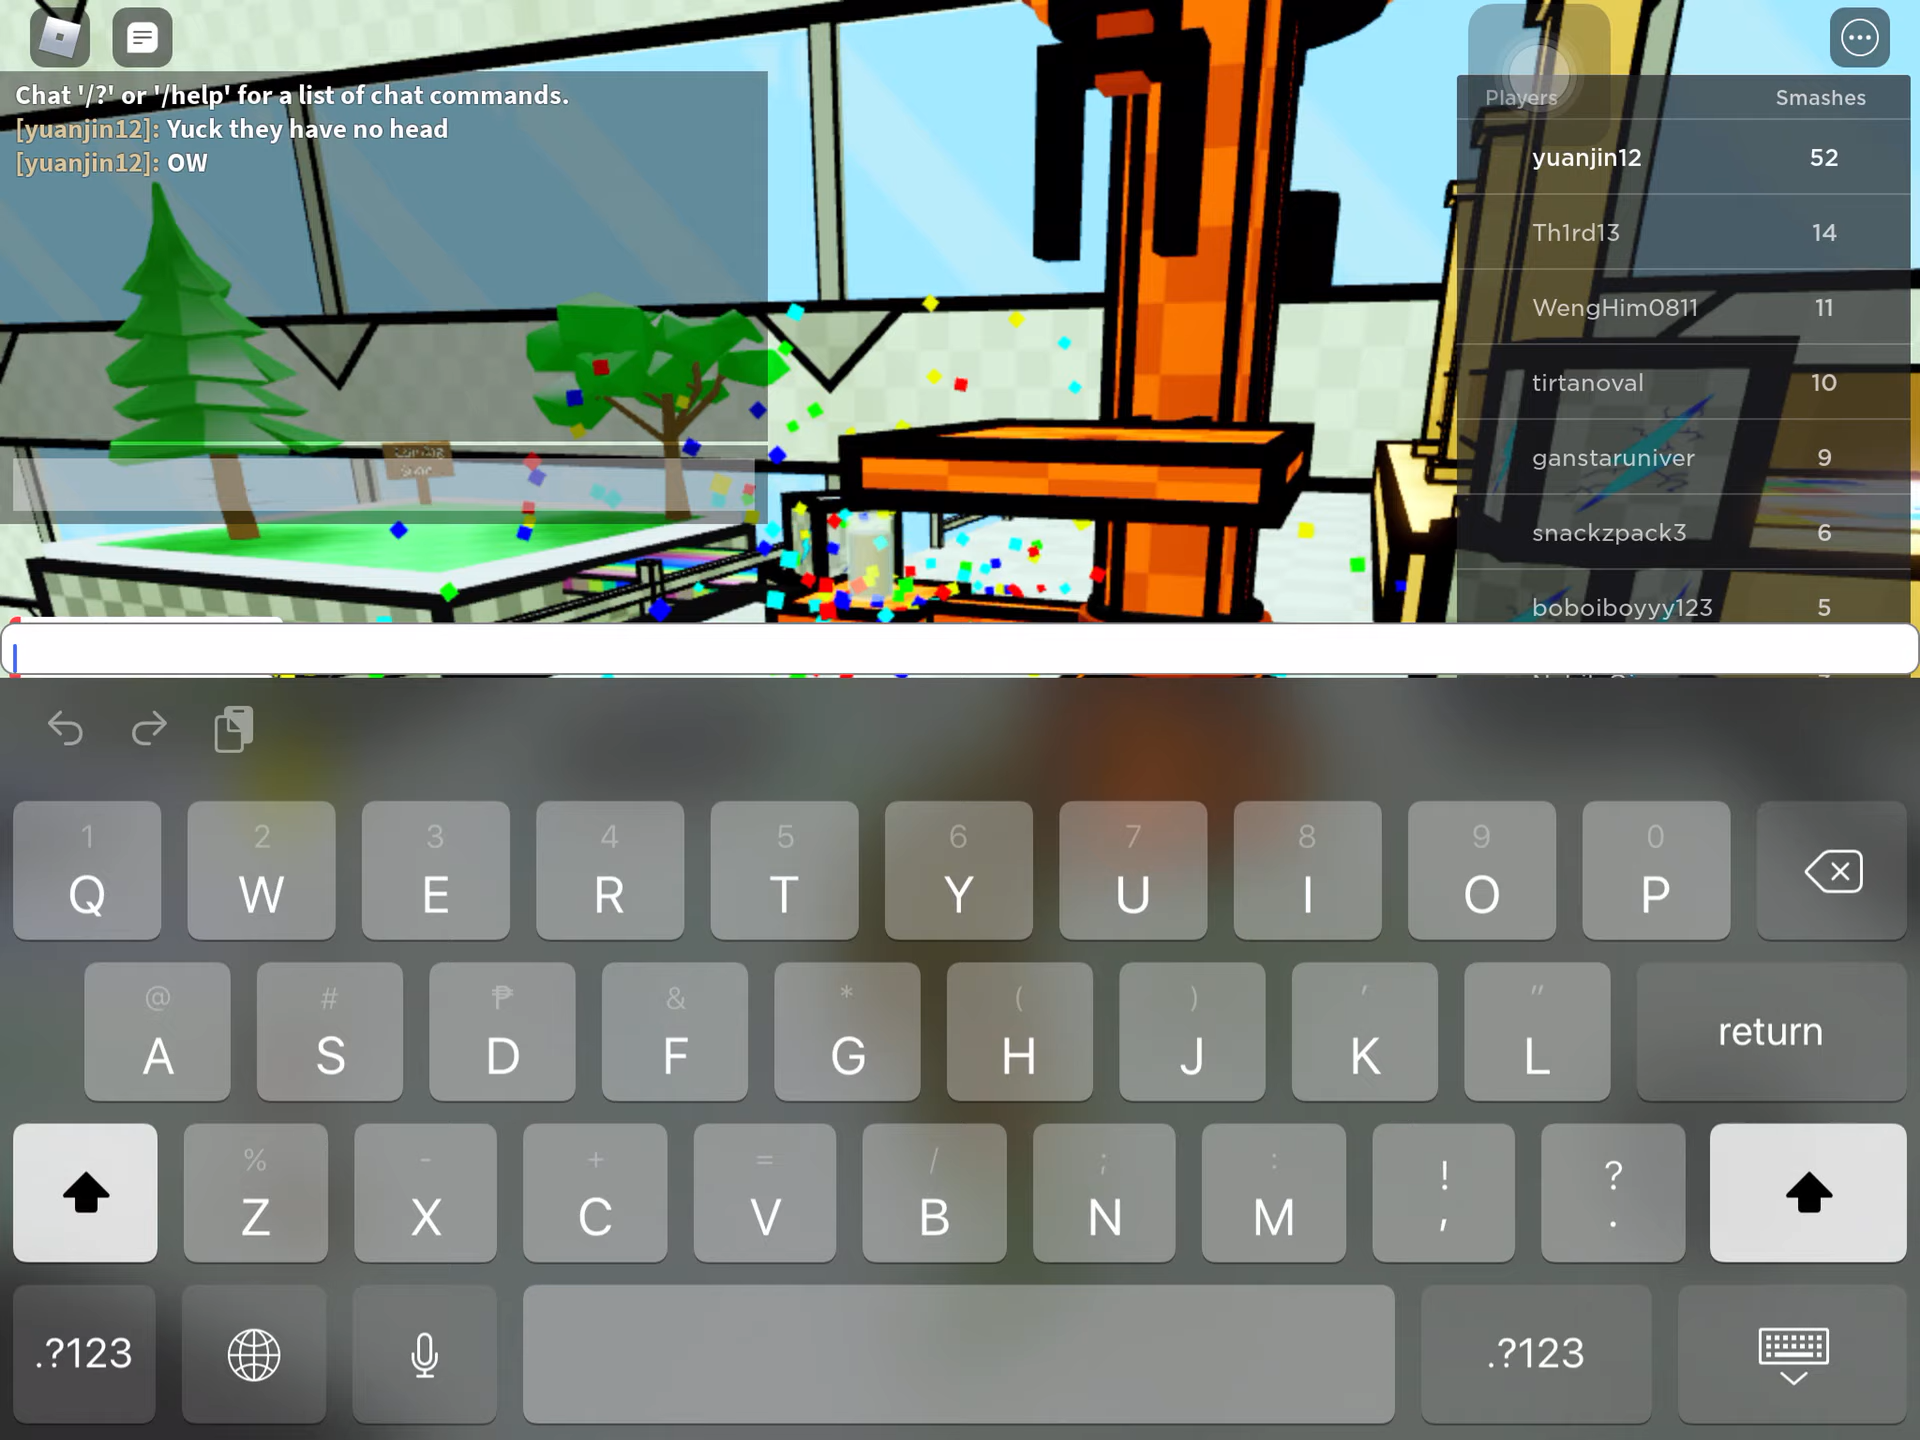 Chat '/?' or '/help' for a list of chat commands.
[yuanjin12]: Yuck they have no head
[yuanjin12]: OW
Players Smashes
yuanjin12 52
Th1rd13 14
WengHim0811 11
tirtanoval 10
ganstaruniver 9
snackzpack3 6
boboiboyyy123 5
1 2 3 4 5 6 7 8 9 0
Q W E R T Y U I O P
@ # ₱ & * ( ) ' "
A S D F G H J K L return
% - + = / ; : ! ?
Z X C V B N M , .
.?123 .?123